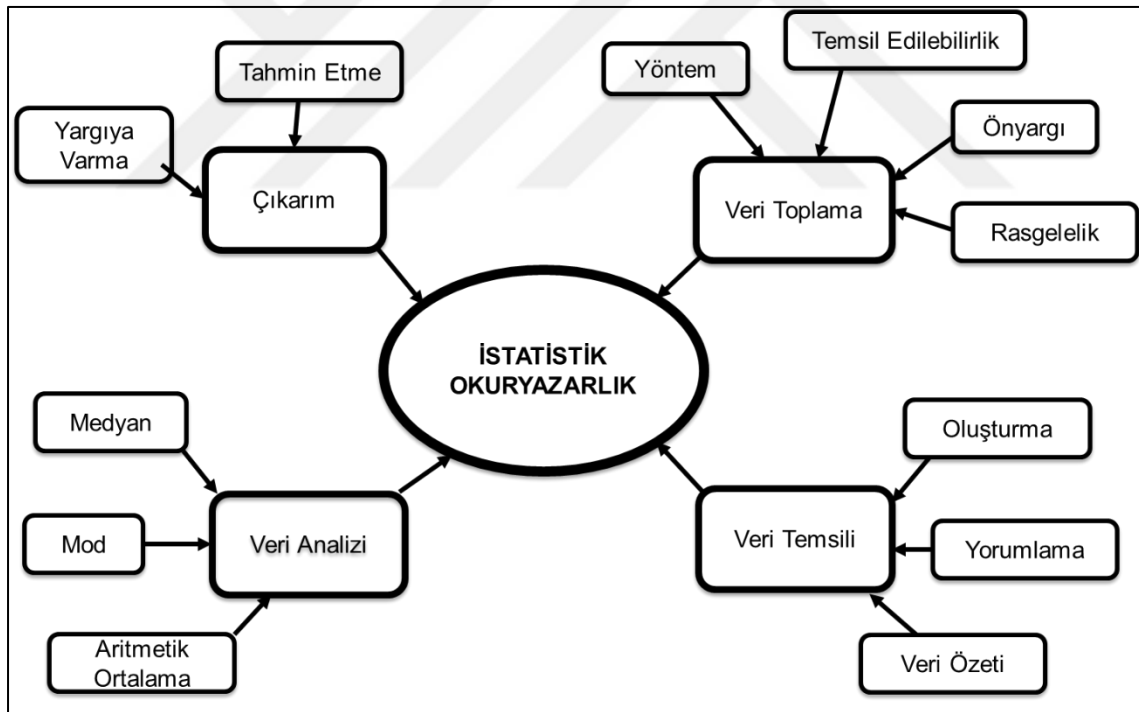 Tahmin Etme
Yargıya
Varma
Çıkarım
Temsil Edilebilirlik
Yöntem
Önyargı
Veri Toplama
Rasgelelik
İSTATİSTİK
OKURYAZARLIK
Medyan
Mod
Veri Analizi
Aritmetik
Ortalama
Oluşturma
Veri Temsili
Yorumlama
Veri Özeti